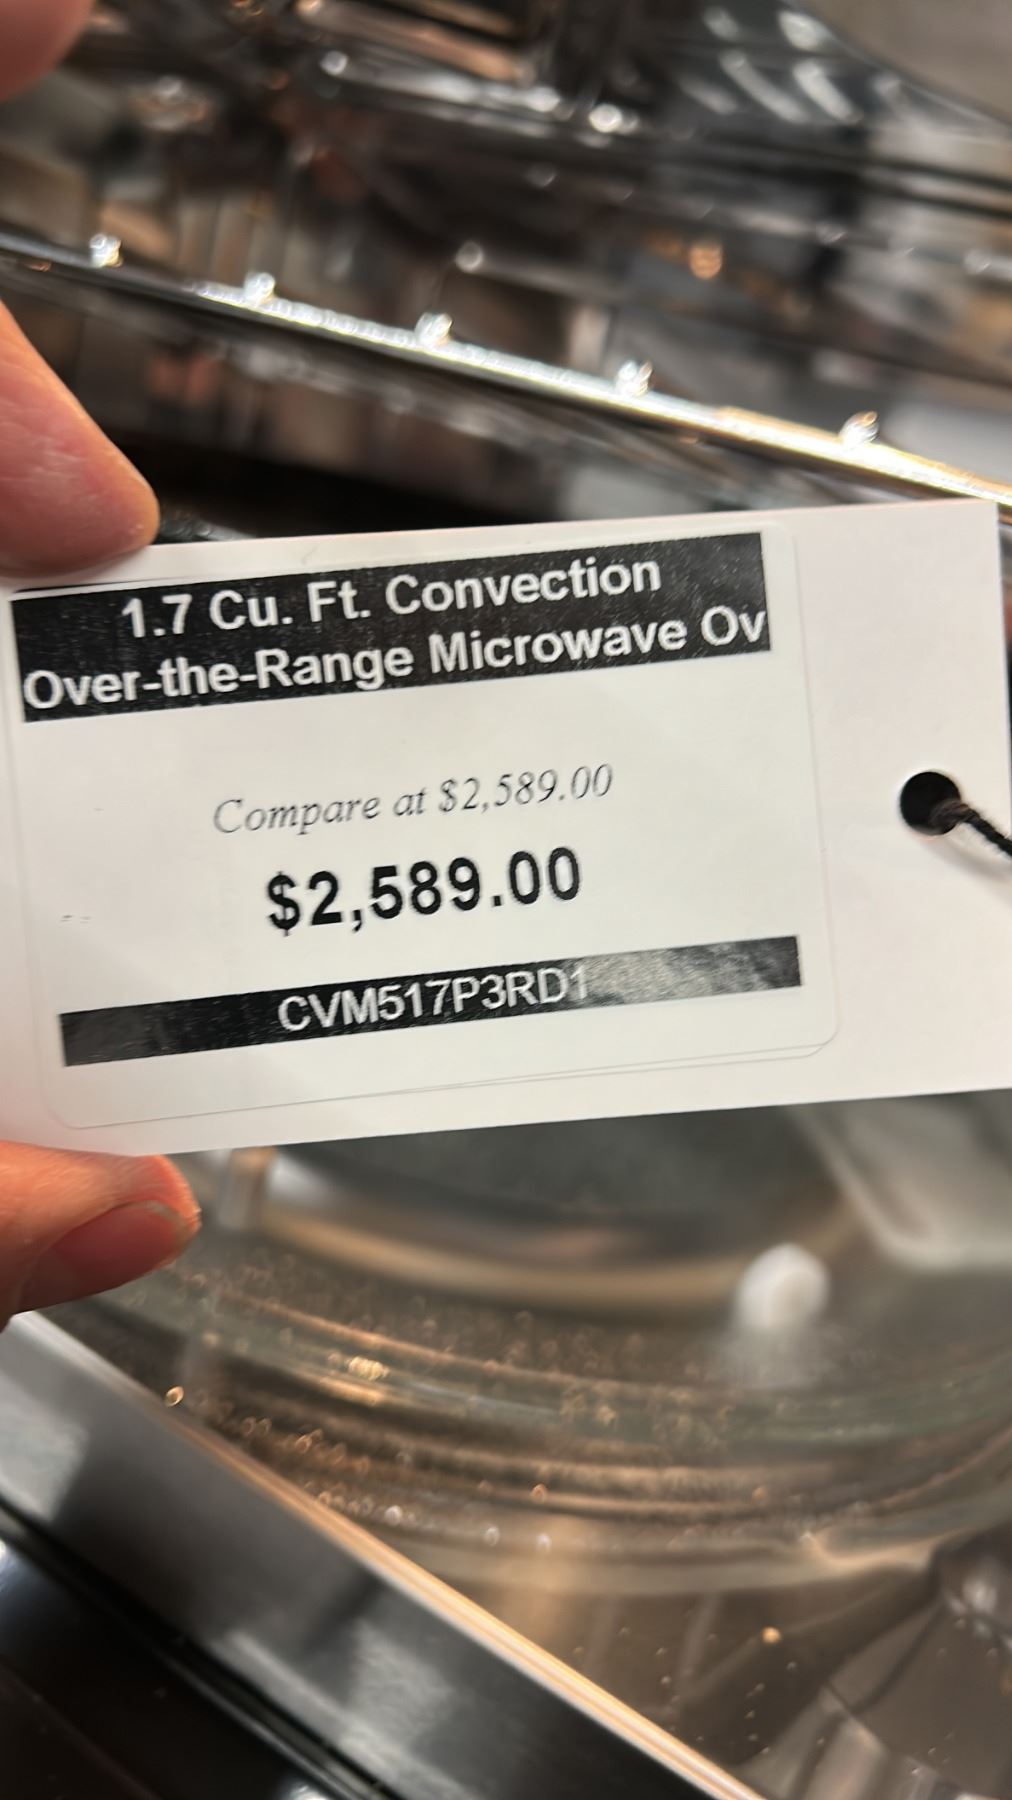 1.7 Cu. Ft. Convection
Over-the-Range Microwave Ov
Compare at $2,589.00
$2,589.00
CVM517P3RD1